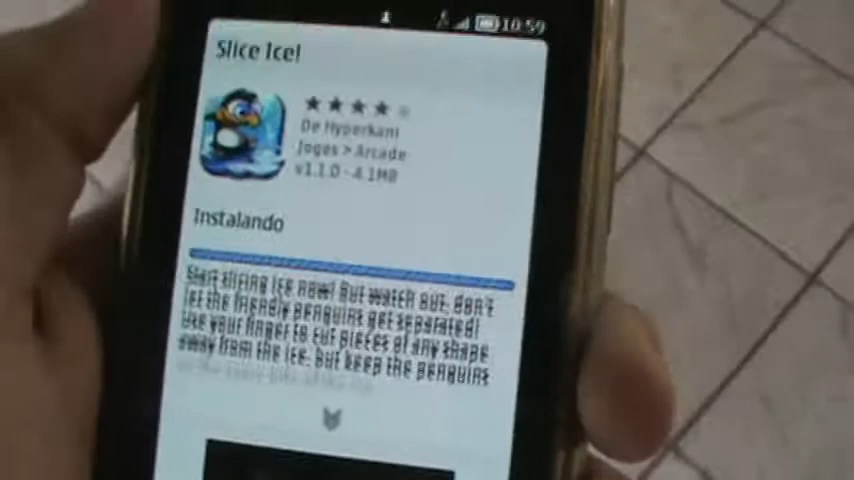 10:59
Slice Ice!
De Hyperkani
Jogos > Arcade
v1.1.0 - 4.1MB
Instalando
Start slicing ice now! But watch out, don't
let the friendly penguins get separated!
Use your finger to cut pieces of any shape
away from the ice, but keep the penguins